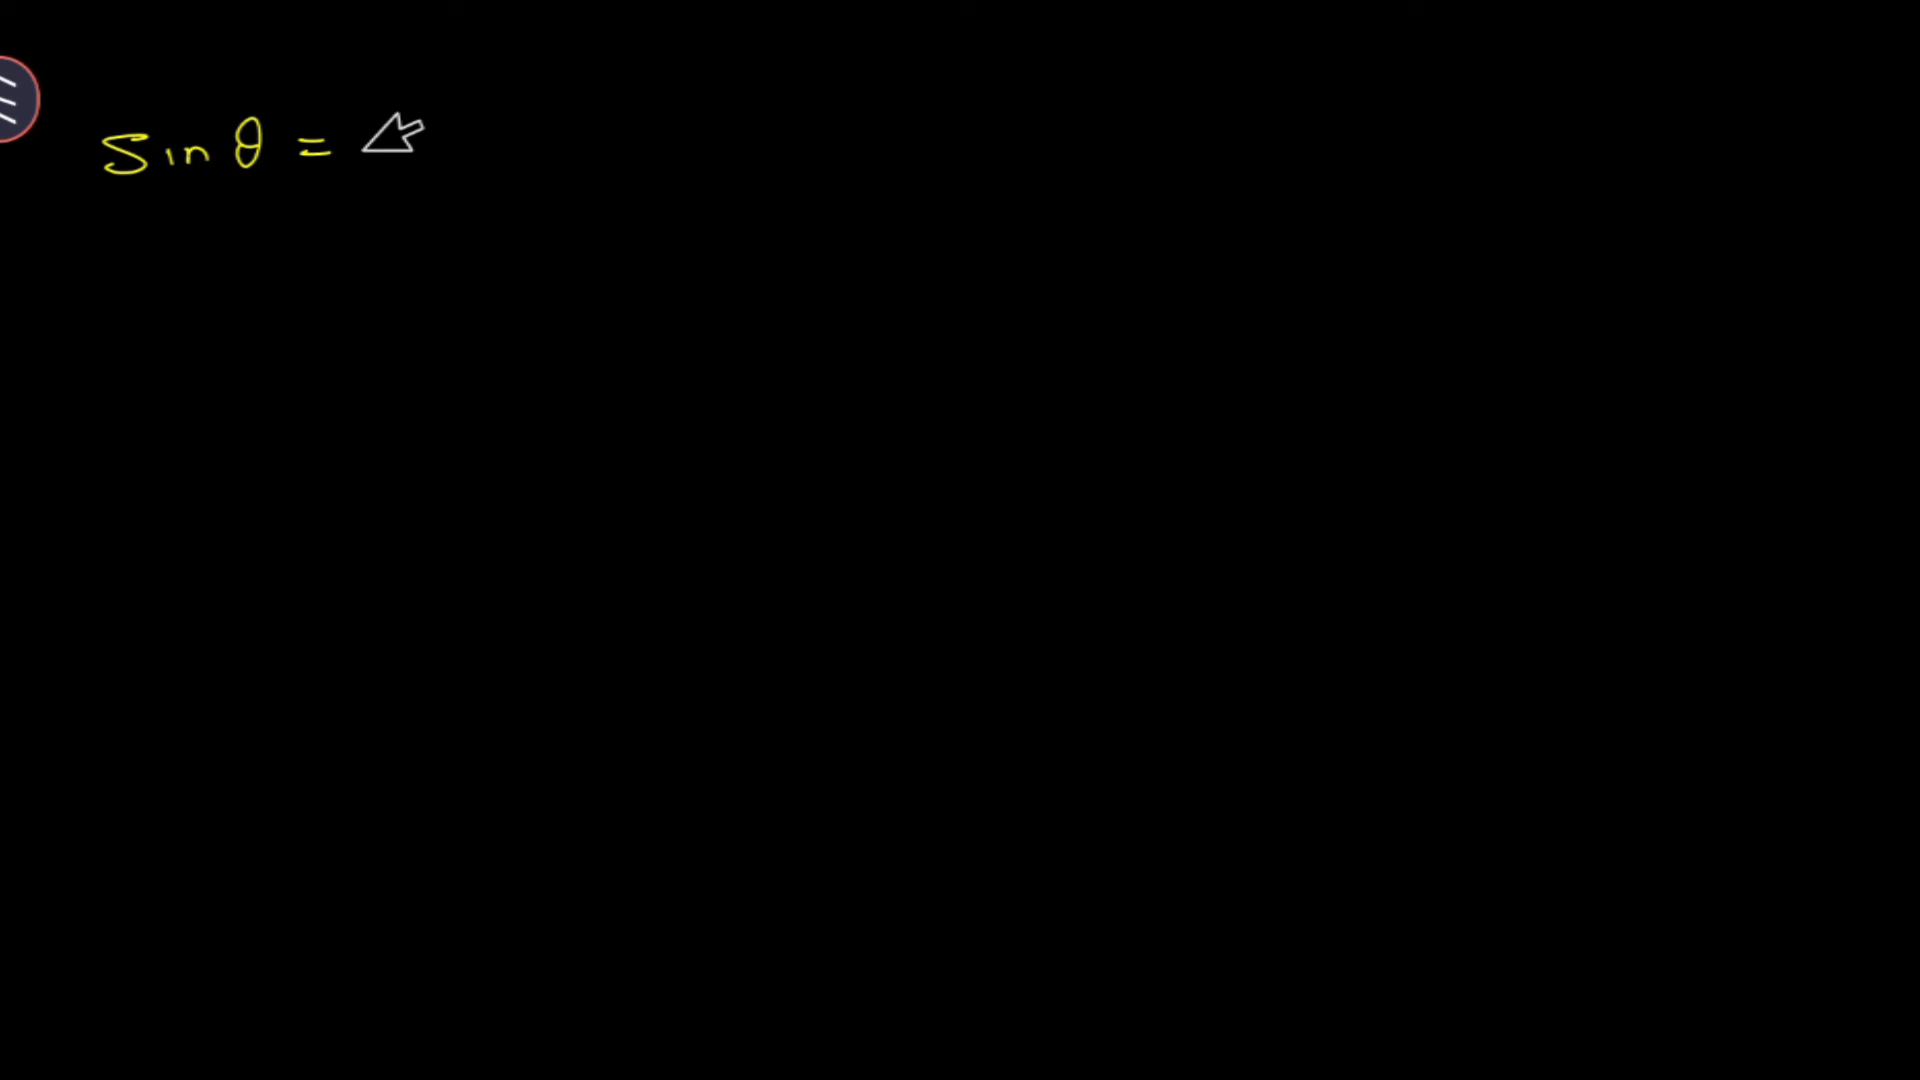 sin θ =